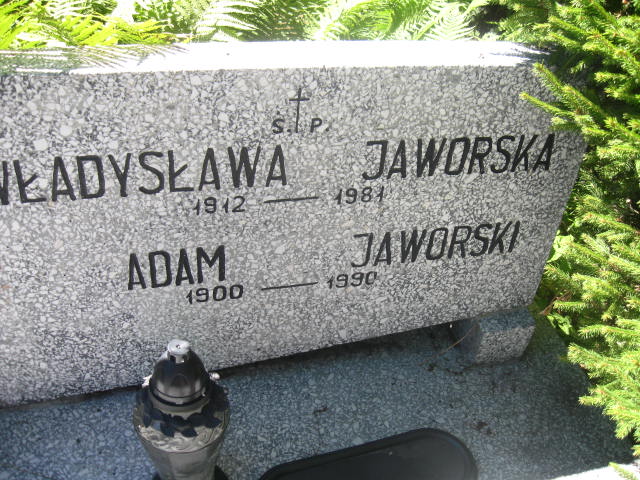 S. P.
WŁADYSŁAWA JAWORSKA
1912 — 1981
ADAM JAWORSKI
1900 — 1990